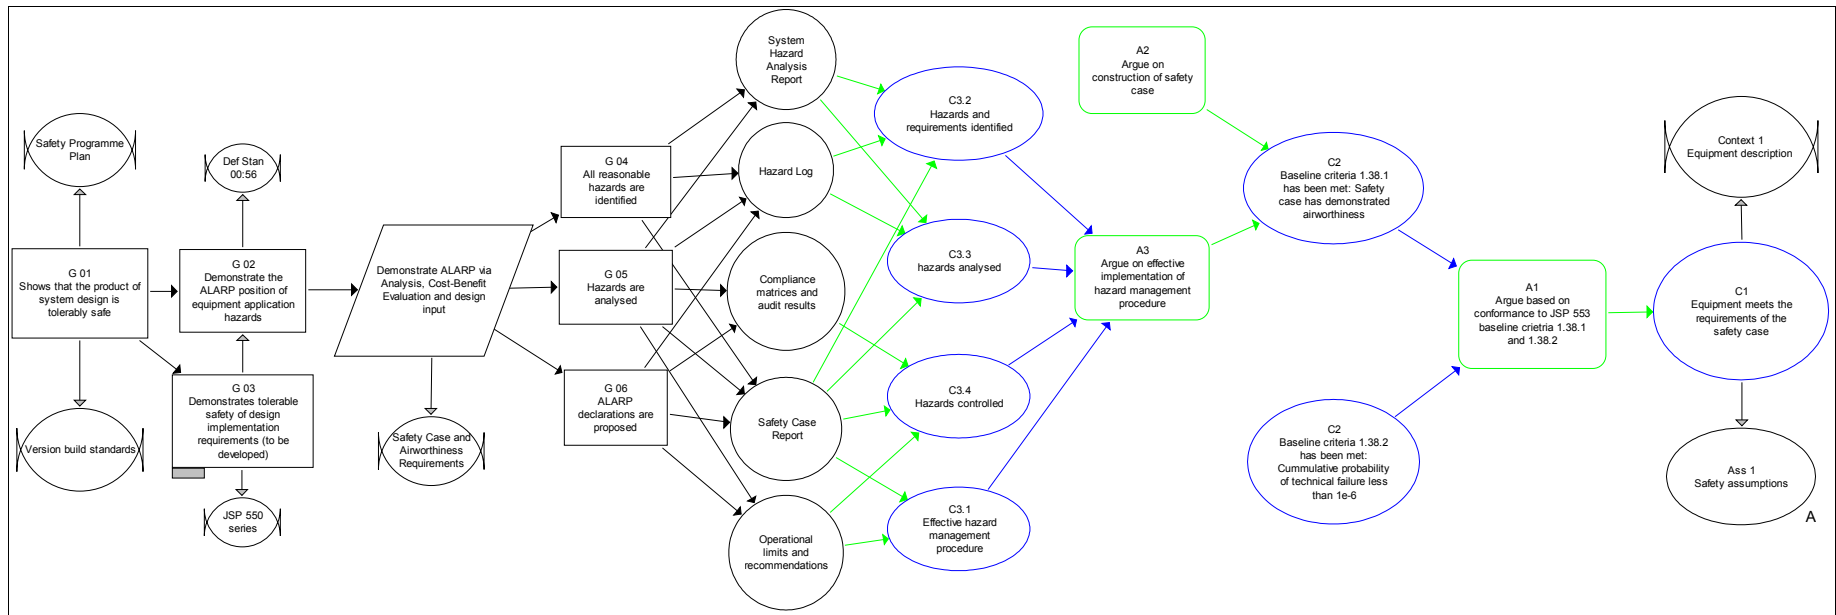 Safety Programme
Plan
G 01
Shows that the product of
system design is
tolerably safe
Version build standards
Def Stan
00:56
G 02
Demonstrate the
ALARP position of
equipment application
hazards
G 03
Demonstrates tolerable
safety of design
implementation
requirements (to be
developed)
JSP 550
series
Demonstrate ALARP via
Analysis, Cost-Benefit
Evaluation and design
input
Safety Case and
Airworthiness
Requirements
G 04
All reasonable
hazards are
identified
G 05
Hazards are
analysed
G 06
ALARP
declarations are
proposed
System
Hazard
Analysis
Report
Hazard Log
Compliance
matrices and
audit results
Safety Case
Report
Operational
limits and
recommendations
C3.2
Hazards and
requirements identified
C3.3
hazards analysed
C3.4
Hazards controlled
C3.1
Effective hazard
management
procedure
A2
Argue on
construction of safety
case
A3
Argue on effective
implementation of
hazard management
procedure
C2
Baseline criteria 1.38.1
has been met: Safety
case has demonstrated
airworthiness
C2
Baseline criteria 1.38.2
has been met:
Cummulative probability
of technical failure less
than 1e-6
A1
Argue based on
conformance to JSP 553
baseline crietria 1.38.1
and 1.38.2
Context 1
Equipment description
C1
Equipment meets the
requirements of the
safety case
Ass 1
Safety assumptions
A